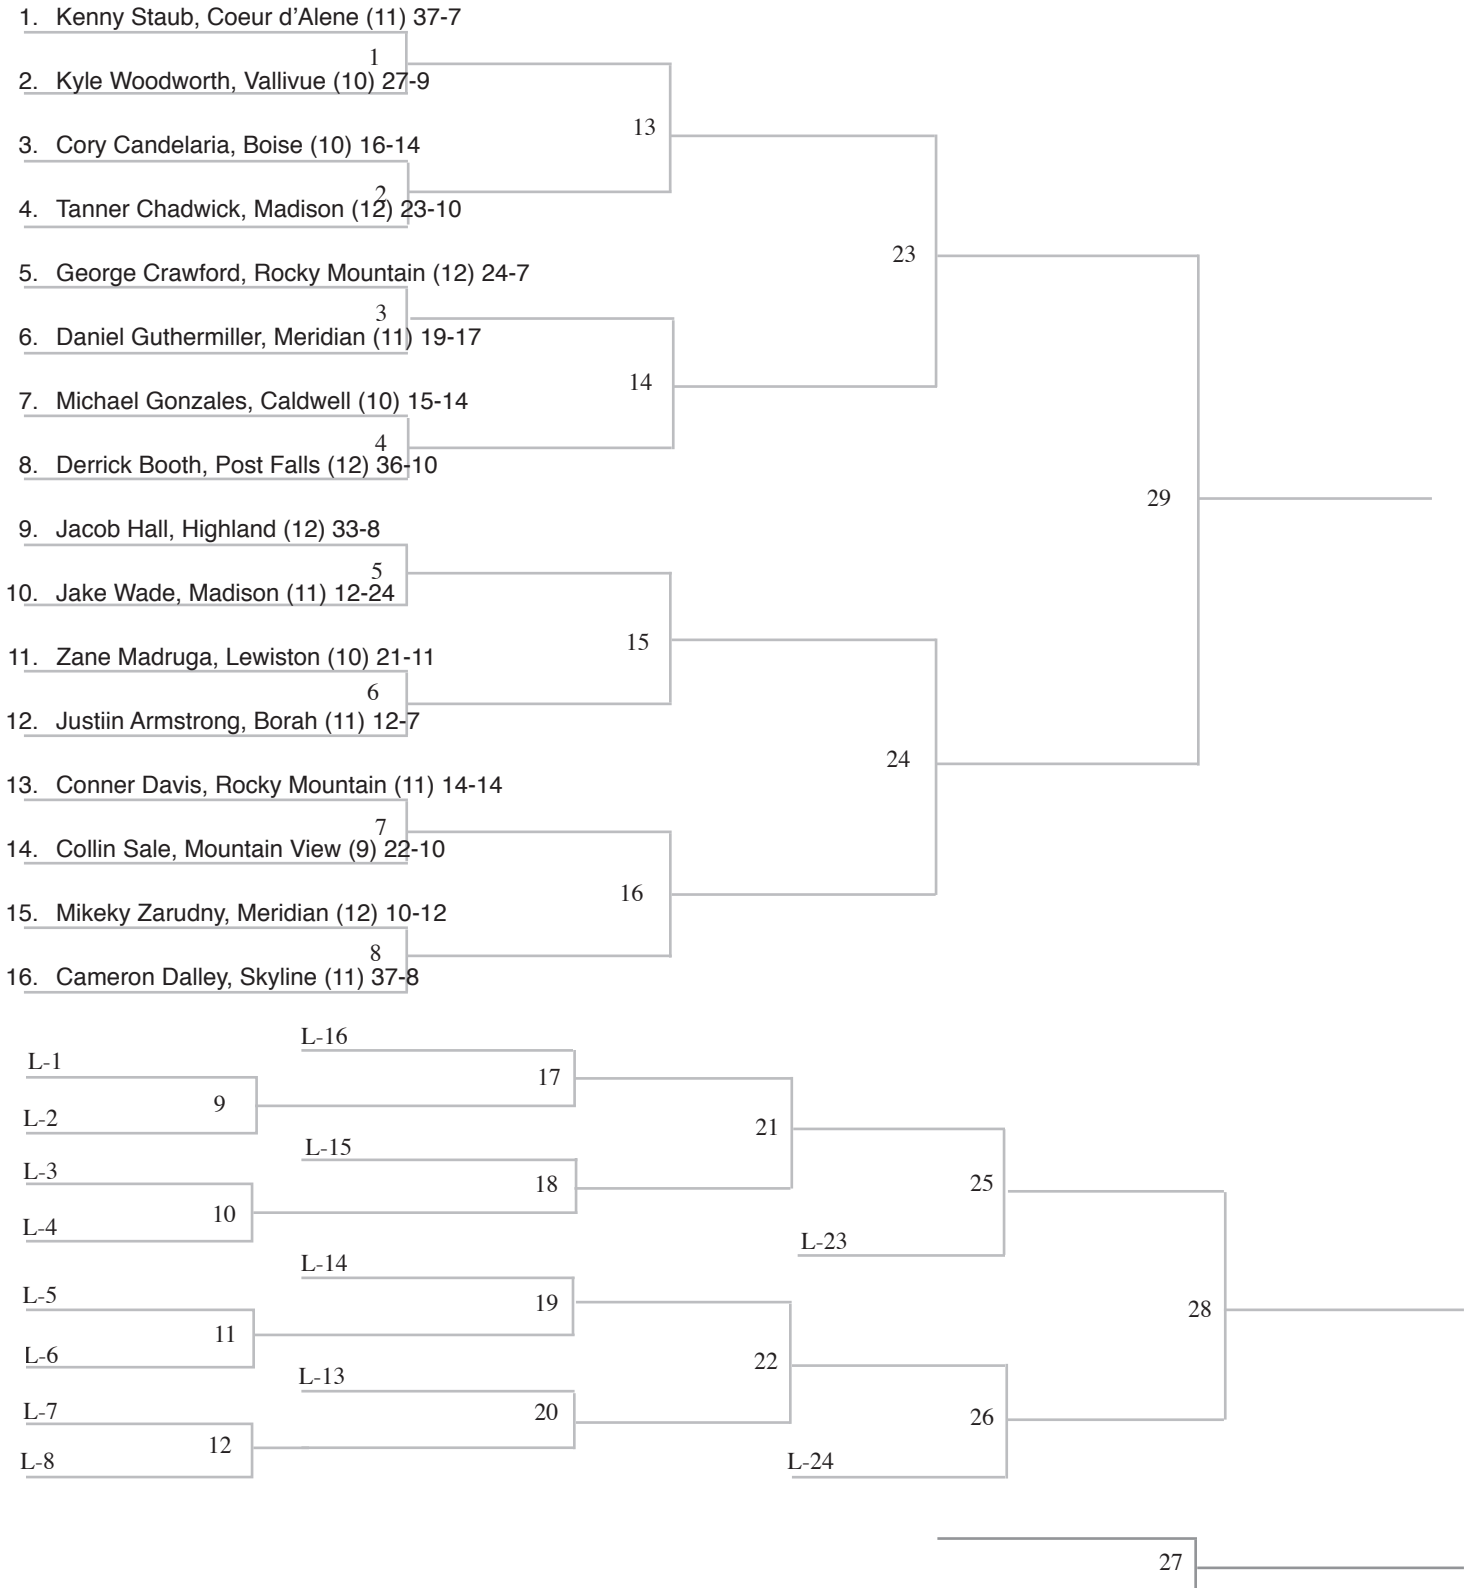 1. Kenny Staub, Coeur d’Alene (11) 37-7
1
2. Kyle Woodworth, Vallivue (10) 27-9
13
3. Cory Candelaria, Boise (10) 16-14
2
4. Tanner Chadwick, Madison (12) 23-10
23
5. George Crawford, Rocky Mountain (12) 24-7
3
6. Daniel Guthermiller, Meridian (11) 19-17
14
7. Michael Gonzales, Caldwell (10) 15-14
4
8. Derrick Booth, Post Falls (12) 36-10
29
9. Jacob Hall, Highland (12) 33-8
5
10. Jake Wade, Madison (11) 12-24
15
11. Zane Madruga, Lewiston (10) 21-11
6
12. Justiin Armstrong, Borah (11) 12-7
24
13. Conner Davis, Rocky Mountain (11) 14-14
7
14. Collin Sale, Mountain View (9) 22-10
16
15. Mikeky Zarudny, Meridian (12) 10-12
8
16. Cameron Dalley, Skyline (11) 37-8
L-16
L-1
17
9
L-2
21
L-15
L-3
18
25
10
L-4
L-23
L-14
L-5
19
28
11
L-6
22
L-13
L-7
20
26
12
L-8
L-24
27